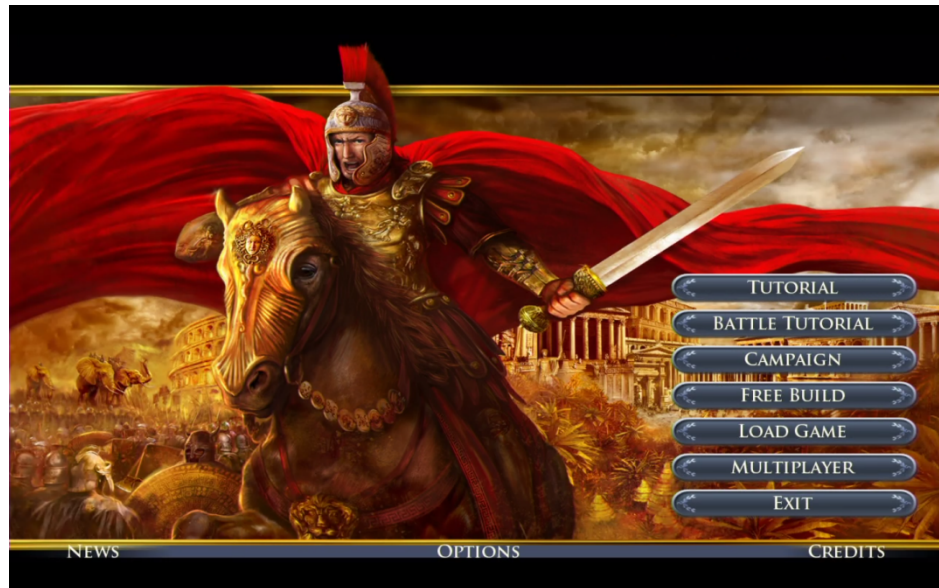 Tutorial
Battle Tutorial
Campaign
Free Build
Load Game
Multiplayer
Exit
News
Options
Credits